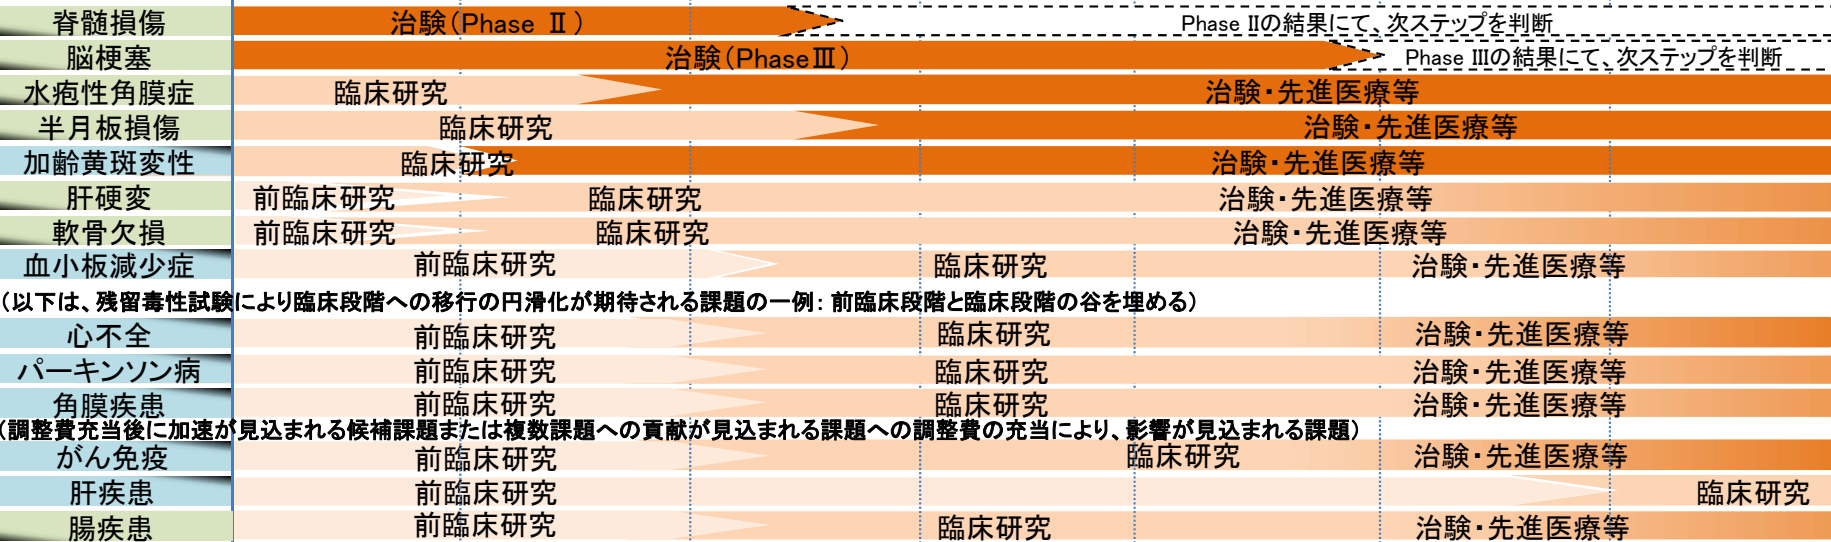 脊髄損傷 治験(Phase Ⅱ) Phase IIの結果にて、次ステップを判断
脳梗塞 治験(PhaseⅢ) Phase IIIの結果にて、次ステップを判断
水疱性角膜症 臨床研究 治験・先進医療等
半月板損傷 臨床研究 治験・先進医療等
加齢黄斑変性 臨床研究 治験・先進医療等
肝硬変 前臨床研究 臨床研究 治験・先進医療等
軟骨欠損 前臨床研究 臨床研究 治験・先進医療等
血小板減少症 前臨床研究 臨床研究 治験・先進医療等
(以下は、残留毒性試験により臨床段階への移行の円滑化が期待される課題の一例: 前臨床段階と臨床段階の谷を埋める)
心不全 前臨床研究 臨床研究 治験・先進医療等
パーキンソン病 前臨床研究 臨床研究 治験・先進医療等
角膜疾患 前臨床研究 臨床研究 治験・先進医療等
(調整費充当後に加速が見込まれる候補課題または複数課題への貢献が見込まれる課題への調整費の充当により、影響が見込まれる課題)
がん免疫 前臨床研究 臨床研究 治験・先進医療等
肝疾患 前臨床研究 臨床研究
腸疾患 前臨床研究 臨床研究 治験・先進医療等